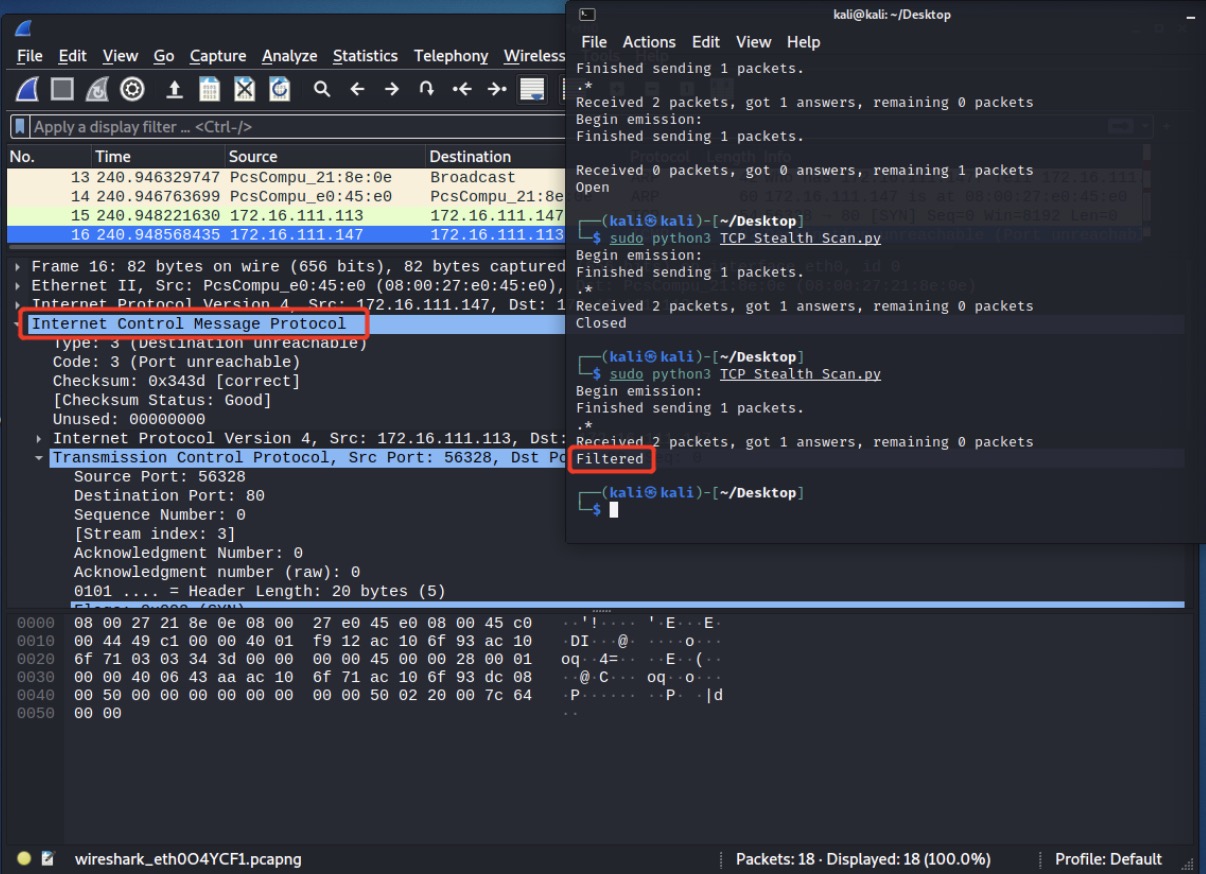 File Edit View Go Capture Analyze Statistics Telephony Wireless
Apply a display filter ... <Ctrl-/>
No. Time Source Destination
13 240.946329747 PcsCompu_21:8e:0e Broadcast
14 240.946763699 PcsCompu_e0:45:e0 PcsCompu_21:8e:
15 240.948221630 172.16.111.113 172.16.111.147
16 240.948568435 172.16.111.147 172.16.111.113
Frame 16: 82 bytes on wire (656 bits), 82 bytes captured
Ethernet II, Src: PcsCompu_e0:45:e0 (08:00:27:e0:45:e0),
Internet Protocol Version 4, Src: 172.16.111.147, Dst: 1
Internet Control Message Protocol
Type: 3 (Destination unreachable)
Code: 3 (Port unreachable)
Checksum: 0x343d [correct]
[Checksum Status: Good]
Unused: 00000000
Internet Protocol Version 4, Src: 172.16.111.113, Dst:
Transmission Control Protocol, Src Port: 56328, Dst Po
Source Port: 56328
Destination Port: 80
Sequence Number: 0
[Stream index: 3]
Acknowledgment Number: 0
Acknowledgment number (raw): 0
0101 .... = Header Length: 20 bytes (5)
Flags: 0x002 (SYN)
0000 08 00 27 21 8e 0e 08 00 27 e0 45 e0 08 00 45 c0 ··'!···· '·E···E·
0010 00 44 49 c1 00 00 40 01 f9 12 ac 10 6f 93 ac 10 ·DI···@· ····o···
0020 6f 71 03 03 34 3d 00 00 00 00 45 00 00 28 00 01 oq··4=·· ··E··(··
0030 00 00 40 06 43 aa ac 10 6f 71 ac 10 6f 93 dc 08 ··@·C··· oq··o···
0040 00 50 00 00 00 00 00 00 00 00 50 02 20 00 7c 64 ·P······ ··P· ·|d
0050 00 00 ··
wireshark_eth0O4YCF1.pcapng Packets: 18 · Displayed: 18 (100.0%) Profile: Default
kali@kali: ~/Desktop
File Actions Edit View Help
Finished sending 1 packets.
.*
Received 2 packets, got 1 answers, remaining 0 packets
Begin emission:
Finished sending 1 packets.
Received 0 packets, got 0 answers, remaining 1 packets
Open
┌──(kali㉿kali)-[~/Desktop]
└─$ sudo python3 TCP_Stealth_Scan.py
Begin emission:
Finished sending 1 packets.
.*
Received 2 packets, got 1 answers, remaining 0 packets
Closed
┌──(kali㉿kali)-[~/Desktop]
└─$ sudo python3 TCP_Stealth_Scan.py
Begin emission:
Finished sending 1 packets.
.*
Received 2 packets, got 1 answers, remaining 0 packets
Filtered
┌──(kali㉿kali)-[~/Desktop]
└─$